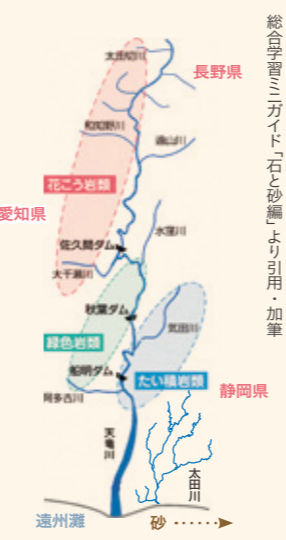 総合学習ミニガイド「石と砂編」より引用・加筆
太田切川
長野県
和知野川
遠山川
花こう岩類
愛知県
水窪川
佐久間ダム
大千瀬川
秋葉ダム
気田川
緑色岩類
船明ダム
たい積岩類
阿多古川
静岡県
天竜川
太田川
遠州灘
砂